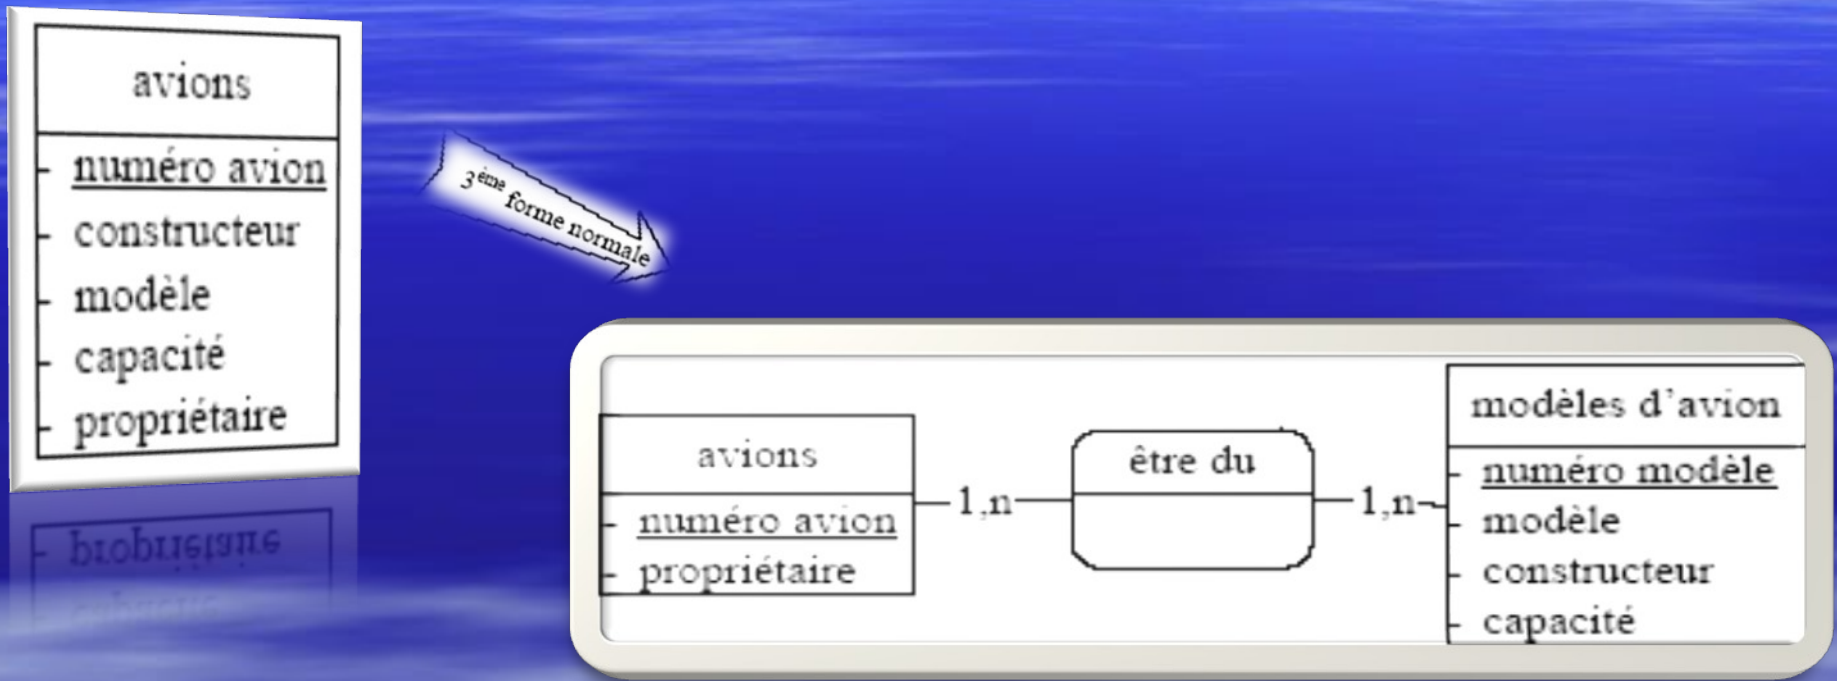 avions
- numéro avion
- constructeur
- modèle
- capacité
- propriétaire
3ème forme normale
avions
- numéro avion
- propriétaire
1,n
être du
1,n
modèles d'avion
- numéro modèle
- modèle
- constructeur
- capacité